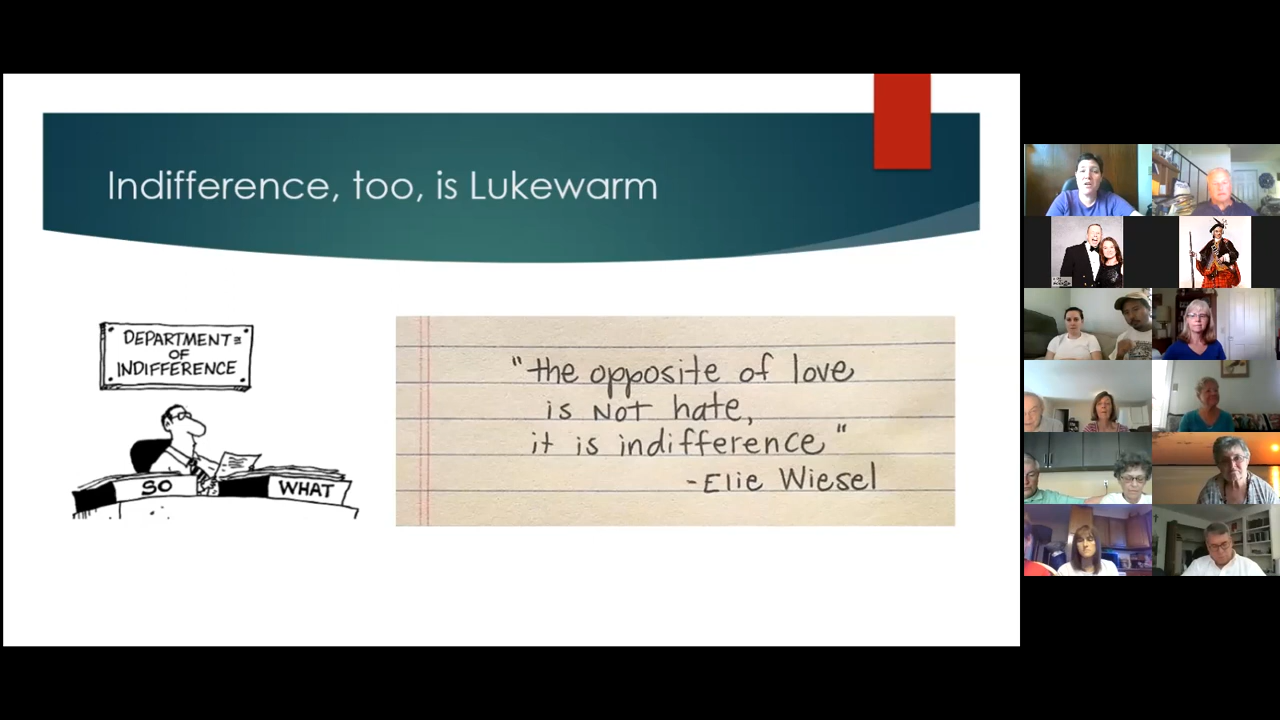 Indifference, too, is Lukewarm
DEPARTMENT
OF
INDIFFERENCE
SO WHAT
"the opposite of love
is NOT hate,
it is indifference"
-Elie Wiesel